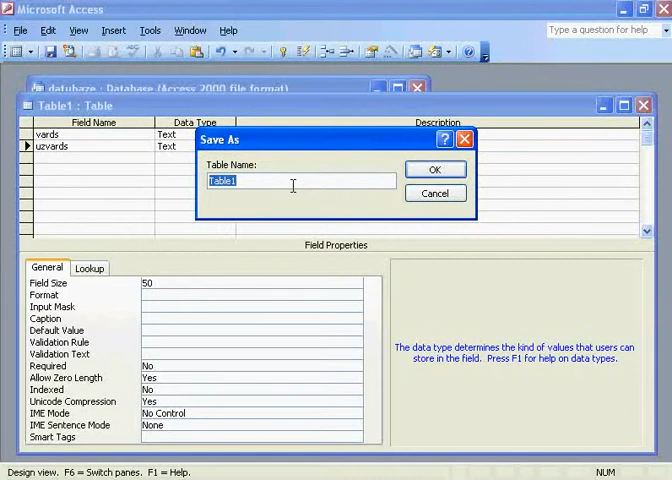 Microsoft Access
File Edit View Insert Tools Window Help
Type a question for help
datubaze : Database (Access 2000 file format)
Table1 : Table
Field Name Data Type Description
vards Text
uzvards Text
Save As
Table Name:
Table1
OK
Cancel
Field Properties
General Lookup
Field Size 50
Format
Input Mask
Caption
Default Value
Validation Rule
Validation Text
Required No
Allow Zero Length Yes
Indexed No
Unicode Compression Yes
IME Mode No Control
IME Sentence Mode None
Smart Tags
The data type determines the kind of values that users can
store in the field. Press F1 for help on data types.
Design view. F6 = Switch panes. F1 = Help. NUM